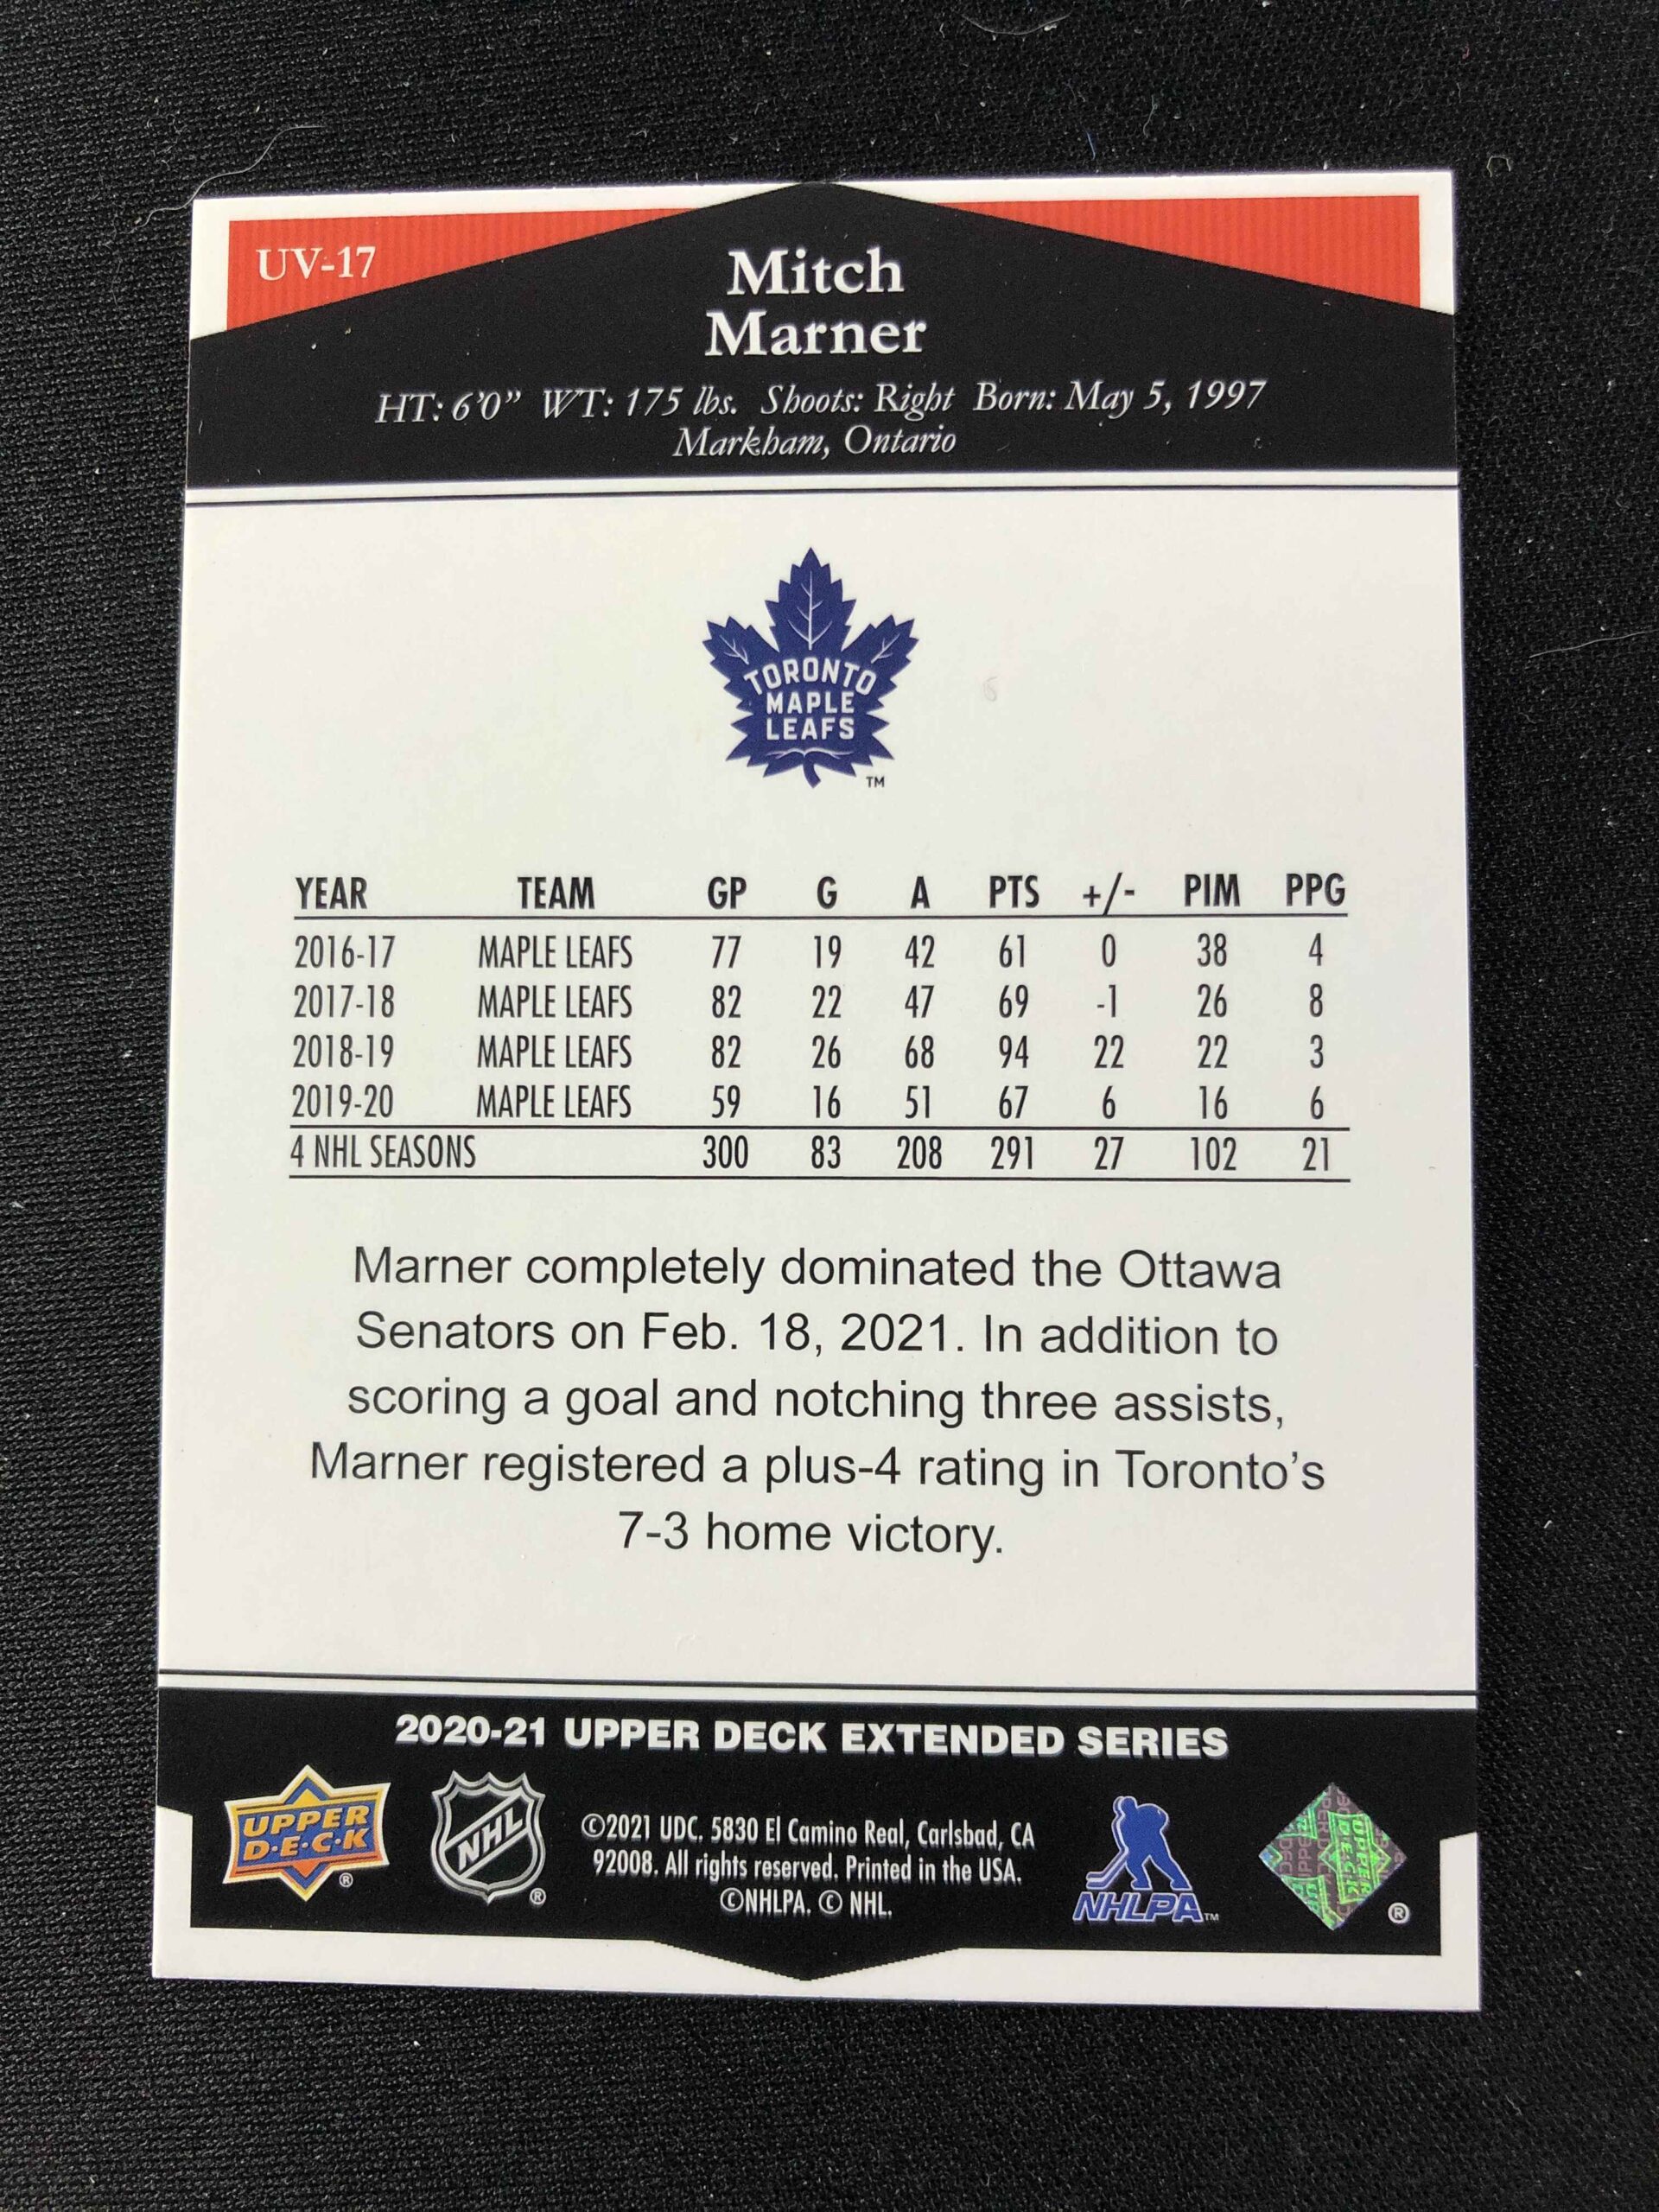 UV-17
Mitch
Marner
HT: 6'0” WT: 175 lbs. Shoots: Right Born: May 5, 1997
Markham, Ontario
TORONTO
MAPLE
LEAFS
TM
YEAR TEAM GP G A PTS +/- PIM PPG
2016-17 MAPLE LEAFS 77 19 42 61 0 38 4
2017-18 MAPLE LEAFS 82 22 47 69 -1 26 8
2018-19 MAPLE LEAFS 82 26 68 94 22 22 3
2019-20 MAPLE LEAFS 59 16 51 67 6 16 6
4 NHL SEASONS 300 83 208 291 27 102 21
Marner completely dominated the Ottawa
Senators on Feb. 18, 2021. In addition to
scoring a goal and notching three assists,
Marner registered a plus-4 rating in Toronto’s
7-3 home victory.
2020-21 UPPER DECK EXTENDED SERIES
UPPER
D·E·C·K
®
NHL
®
©2021 UDC. 5830 El Camino Real, Carlsbad, CA
92008. All rights reserved. Printed in the USA.
©NHLPA. © NHL.
NHLPA™
UPPER
DECK
®